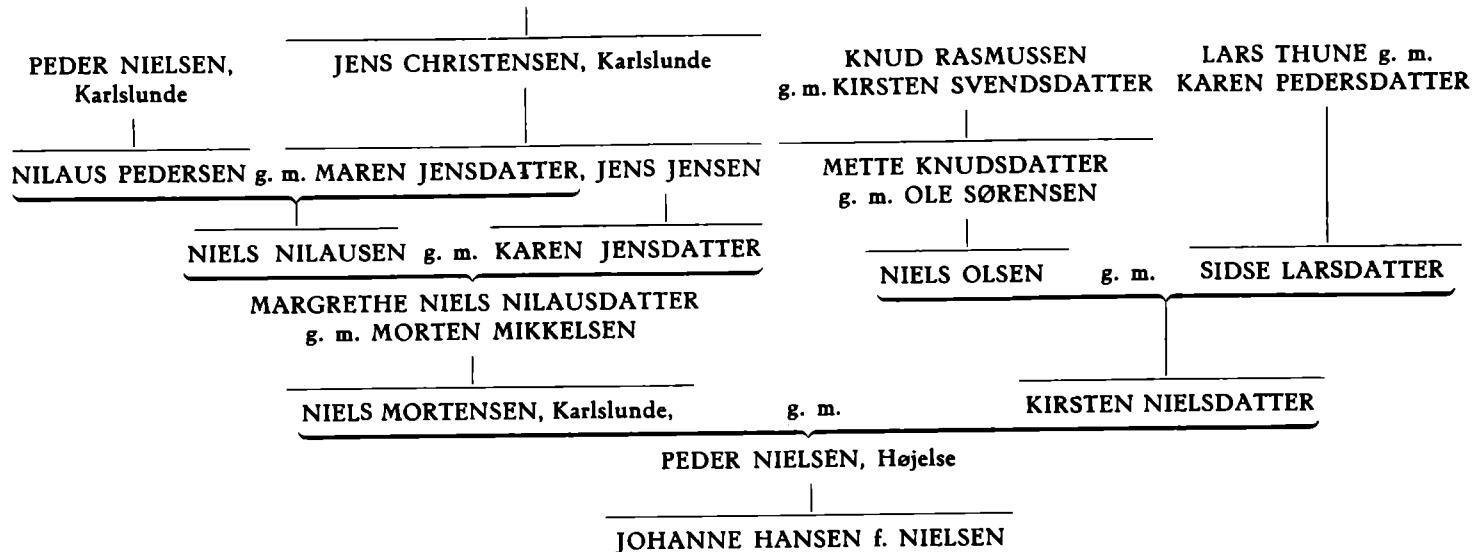 PEDER NIELSEN,
Karlslunde
JENS CHRISTENSEN, Karlslunde
KNUD RASMUSSEN
g. m. KIRSTEN SVENDSDATTER
LARS THUNE g. m.
KAREN PEDERSDATTER
NILAUS PEDERSEN g. m. MAREN JENSDATTER, JENS JENSEN
METTE KNUDSDATTER
g. m. OLE SØRENSEN
NIELS NILAUSEN g. m. KAREN JENSDATTER
NIELS OLSEN g. m. SIDSE LARSDATTER
MARGRETHE NIELS NILAUSDATTER
g. m. MORTEN MIKKELSEN
NIELS MORTENSEN, Karlslunde, g. m. KIRSTEN NIELSDATTER
PEDER NIELSEN, Højelse
JOHANNE HANSEN f. NIELSEN